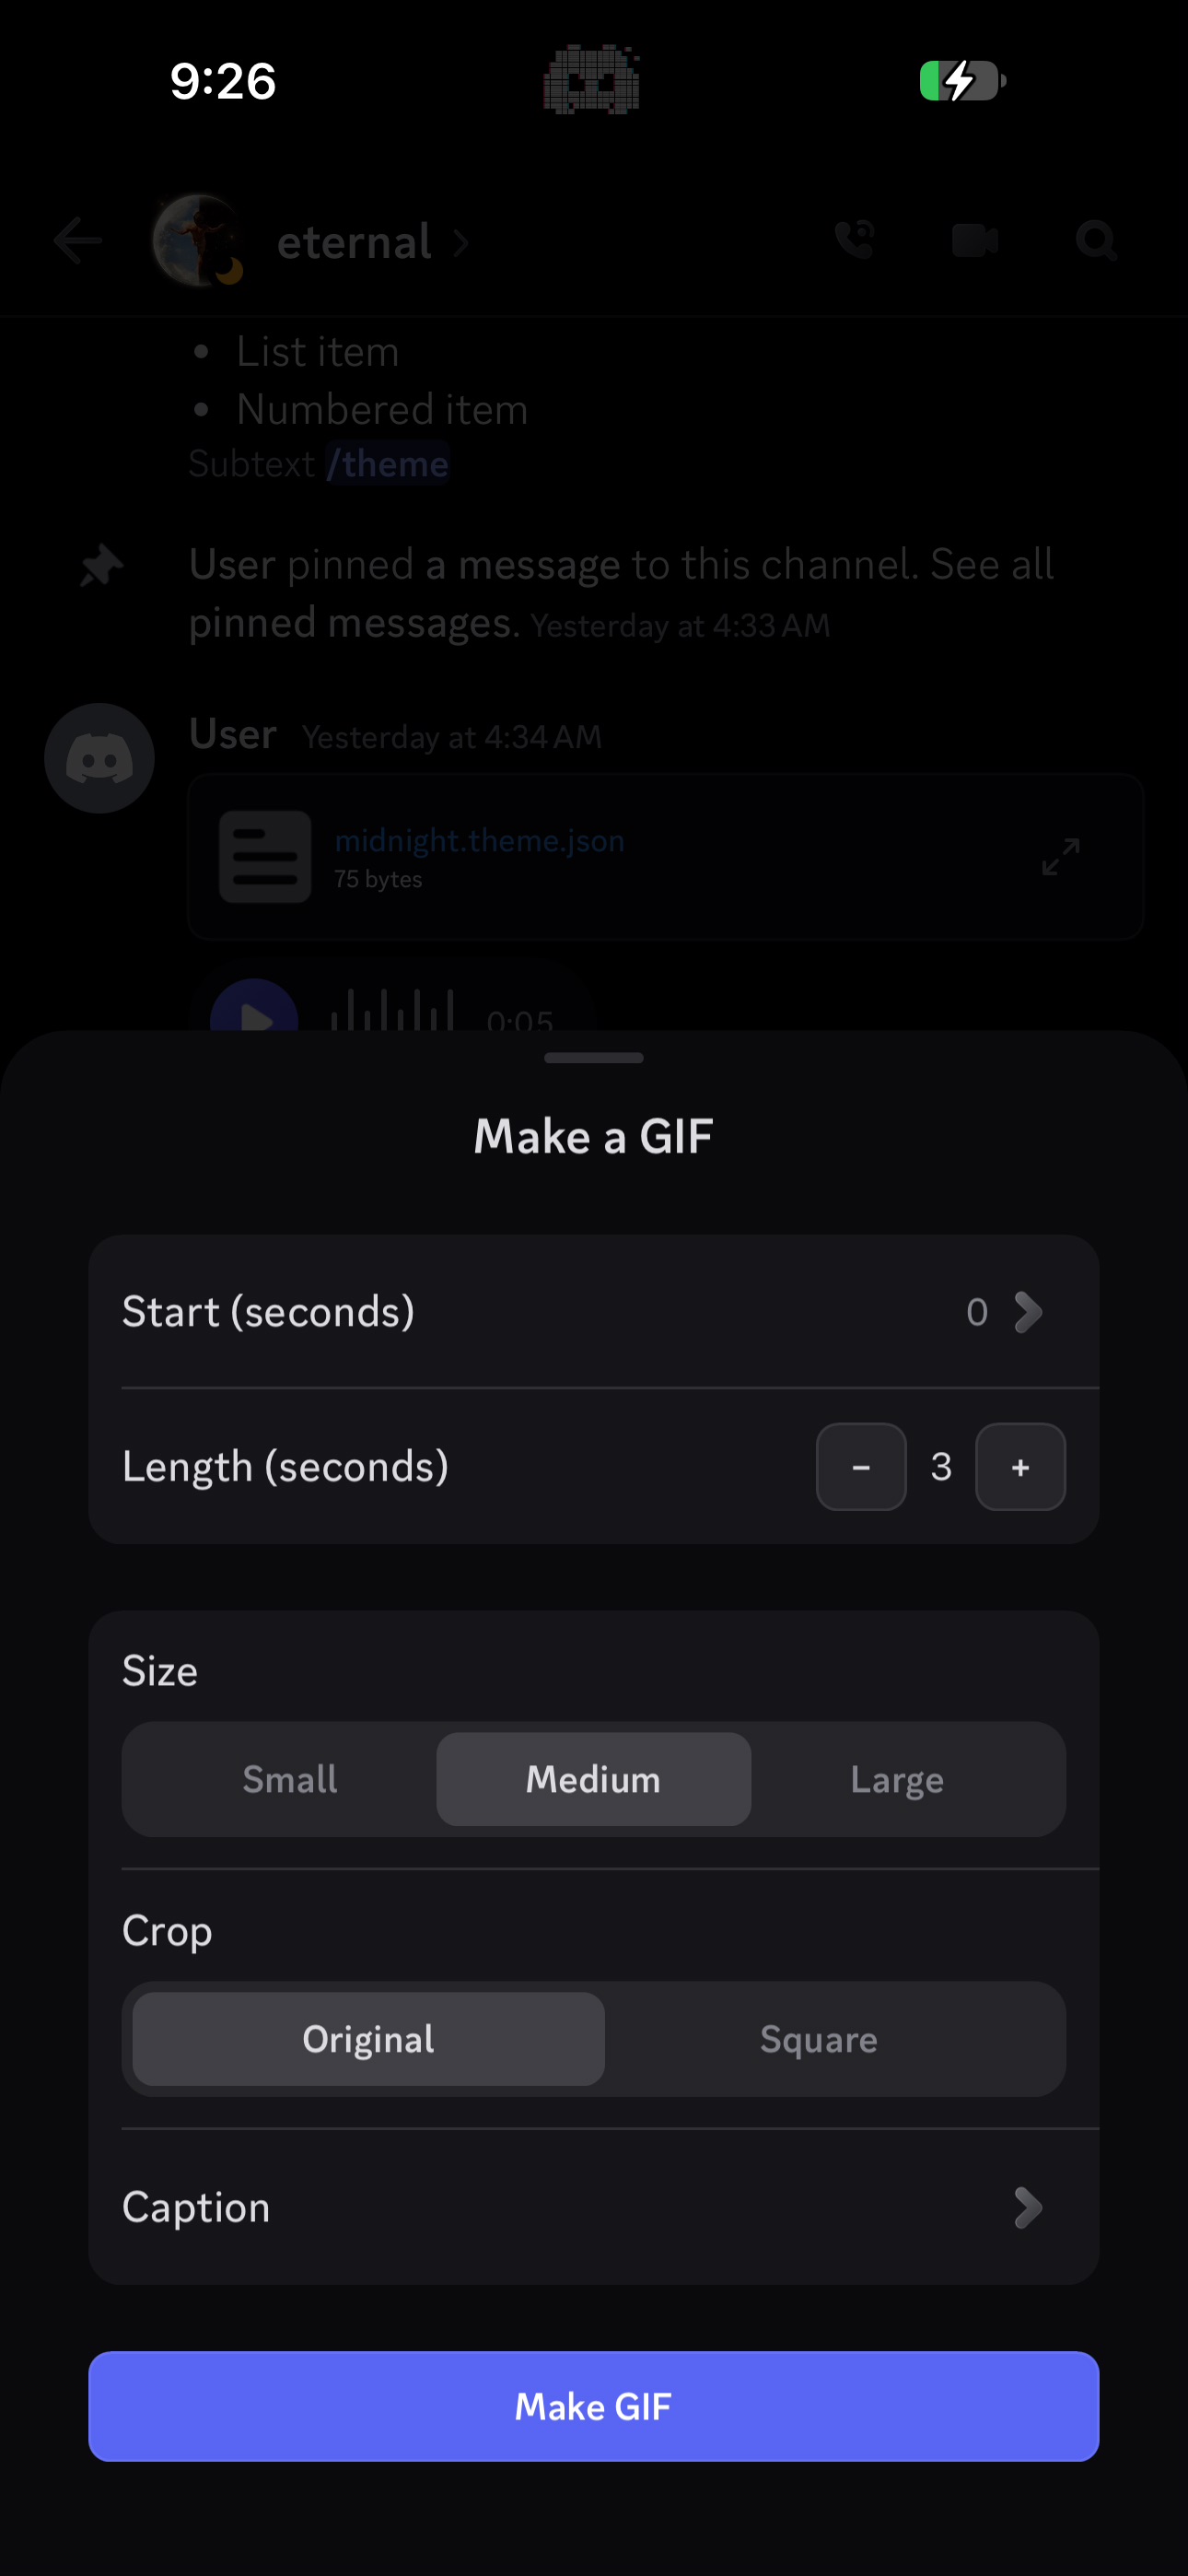 9:26
eternal
List item
Numbered item
Subtext /theme
User pinned a message to this channel. See all
pinned messages. Yesterday at 4:33 AM
User Yesterday at 4:34 AM
midnight.theme.json
75 bytes
0:05
Make a GIF
Start (seconds) 0
Length (seconds) - 3 +
Size
Small Medium Large
Crop
Original Square
Caption
Make GIF